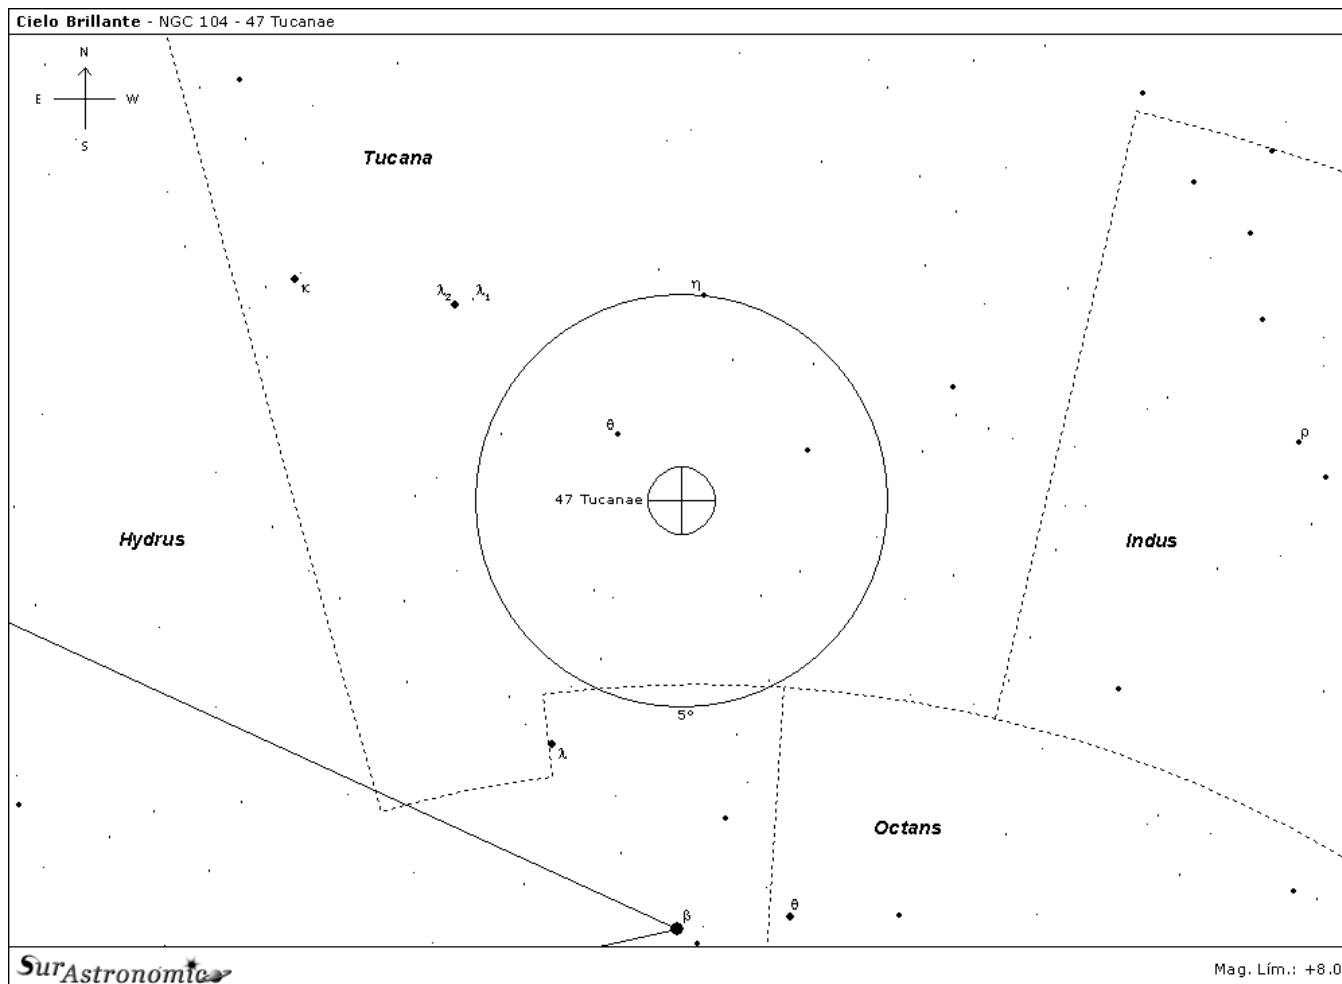 Cielo Brillante - NGC 104 - 47 Tucanae
N
E W
S
Tucana
κ
λ2 λ1
η
θ
ρ
47 Tucanae
Hydrus
Indus
5º
λ
Octans
β
θ
SurAstronomico
Mag. Lím.: +8.0